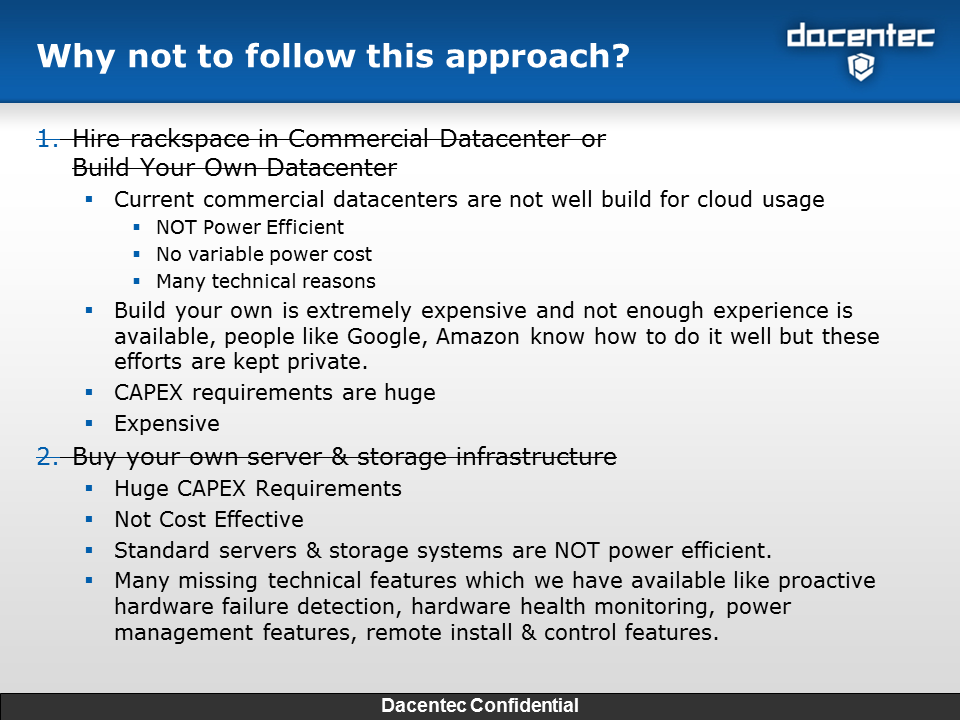 Why not to follow this approach?
dacentec
1. Hire rackspace in Commercial Datacenter or
Build Your Own Datacenter
Current commercial datacenters are not well build for cloud usage
NOT Power Efficient
No variable power cost
Many technical reasons
Build your own is extremely expensive and not enough experience is
available, people like Google, Amazon know how to do it well but these
efforts are kept private.
CAPEX requirements are huge
Expensive
2. Buy your own server & storage infrastructure
Huge CAPEX Requirements
Not Cost Effective
Standard servers & storage systems are NOT power efficient.
Many missing technical features which we have available like proactive
hardware failure detection, hardware health monitoring, power
management features, remote install & control features.
Dacentec Confidential